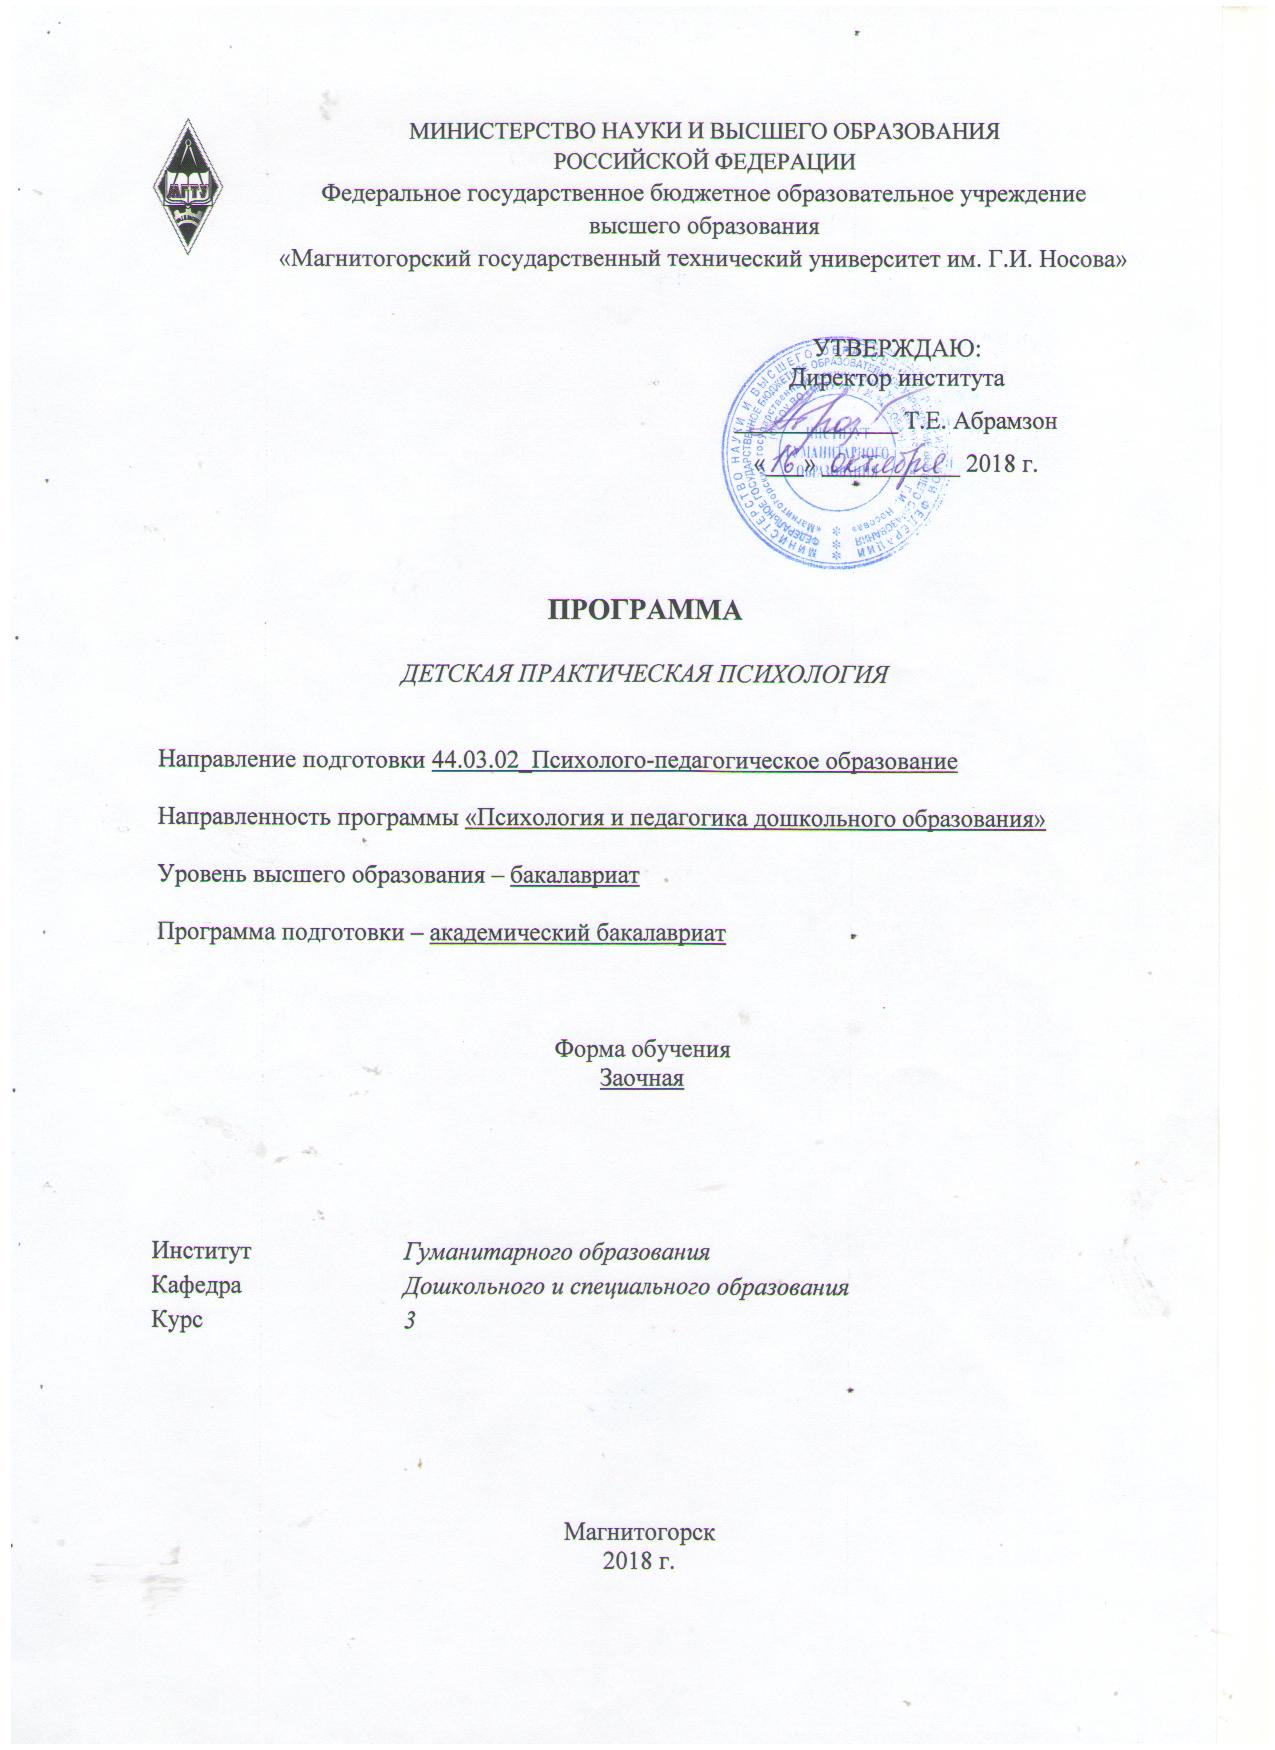 МИНИСТЕРСТВО НАУКИ И ВЫСШЕГО ОБРАЗОВАНИЯ
РОССИЙСКОЙ ФЕДЕРАЦИИ
Федеральное государственное бюджетное образовательное учреждение
высшего образования
«Магнитогорский государственный технический университет им. Г.И. Носова»
МГТУ
УТВЕРЖДАЮ:
Директор института
Т.Е. Абрамзон
«16» октября 2018 г.
ПРОГРАММА
ДЕТСКАЯ ПРАКТИЧЕСКАЯ ПСИХОЛОГИЯ
Направление подготовки 44.03.02_Психолого-педагогическое образование
Направленность программы «Психология и педагогика дошкольного образования»
Уровень высшего образования – бакалавриат
Программа подготовки – академический бакалавриат
Форма обучения
Заочная
Институт Гуманитарного образования
Кафедра Дошкольного и специального образования
Курс 3
Магнитогорск
2018 г.